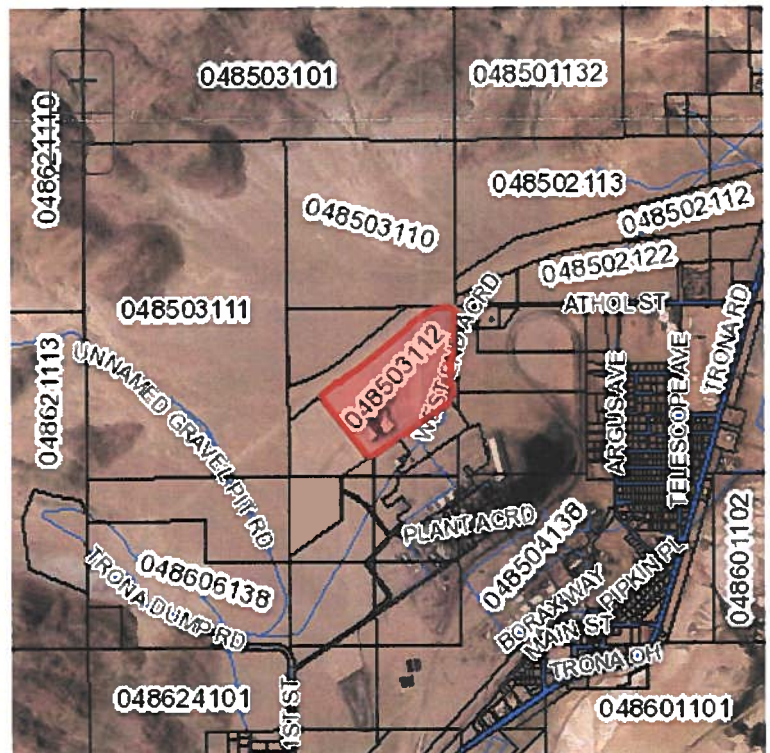 048503101
048501132
048624110
048502113
048502112
048503110
048502122
048503111
ATHOL ST
TRONA RD
048503112
048621113
UNNAMED GRAVEL PIT RD
ARGUS AVE
TELESCOPE AVE
PLANT A CRD
048504138
048601102
048606138
TRONA DUMP RD
BORAX WAY
PIPKIN PL
MAIN ST
TRONA OH
048624101
1ST ST
048601101